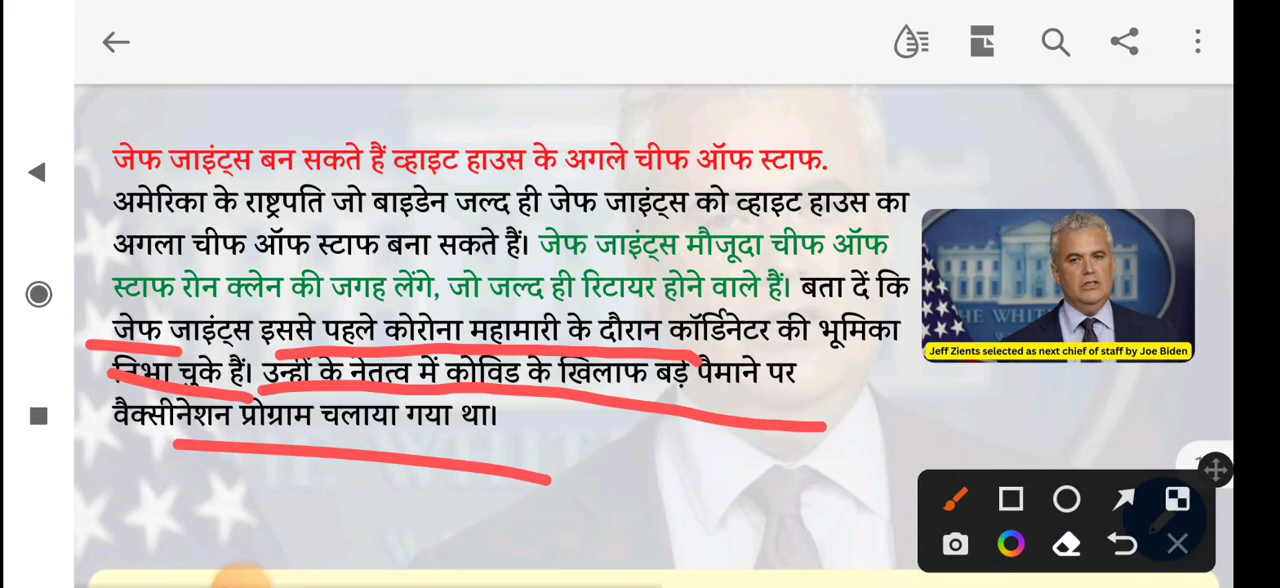 जेफ जाइंट्स बन सकते हैं व्हाइट हाउस के अगले चीफ ऑफ स्टाफ.
अमेरिका के राष्ट्रपति जो बाइडेन जल्द ही जेफ जाइंट्स को व्हाइट हाउस का
अगला चीफ ऑफ स्टाफ बना सकते हैं। जेफ जाइंट्स मौजूदा चीफ ऑफ
स्टाफ रोन क्लेन की जगह लेंगे, जो जल्द ही रिटायर होने वाले हैं। बता दें कि
जेफ जाइंट्स इससे पहले कोरोना महामारी के दौरान कॉर्डिनेटर की भूमिका
निभा चुके हैं। उन्हीं के नेतृत्व में कोविड के खिलाफ बड़े पैमाने पर
वैक्सीनेशन प्रोग्राम चलाया गया था।
THE WHITE
Jeff Zients selected as next chief of staff by Joe Biden